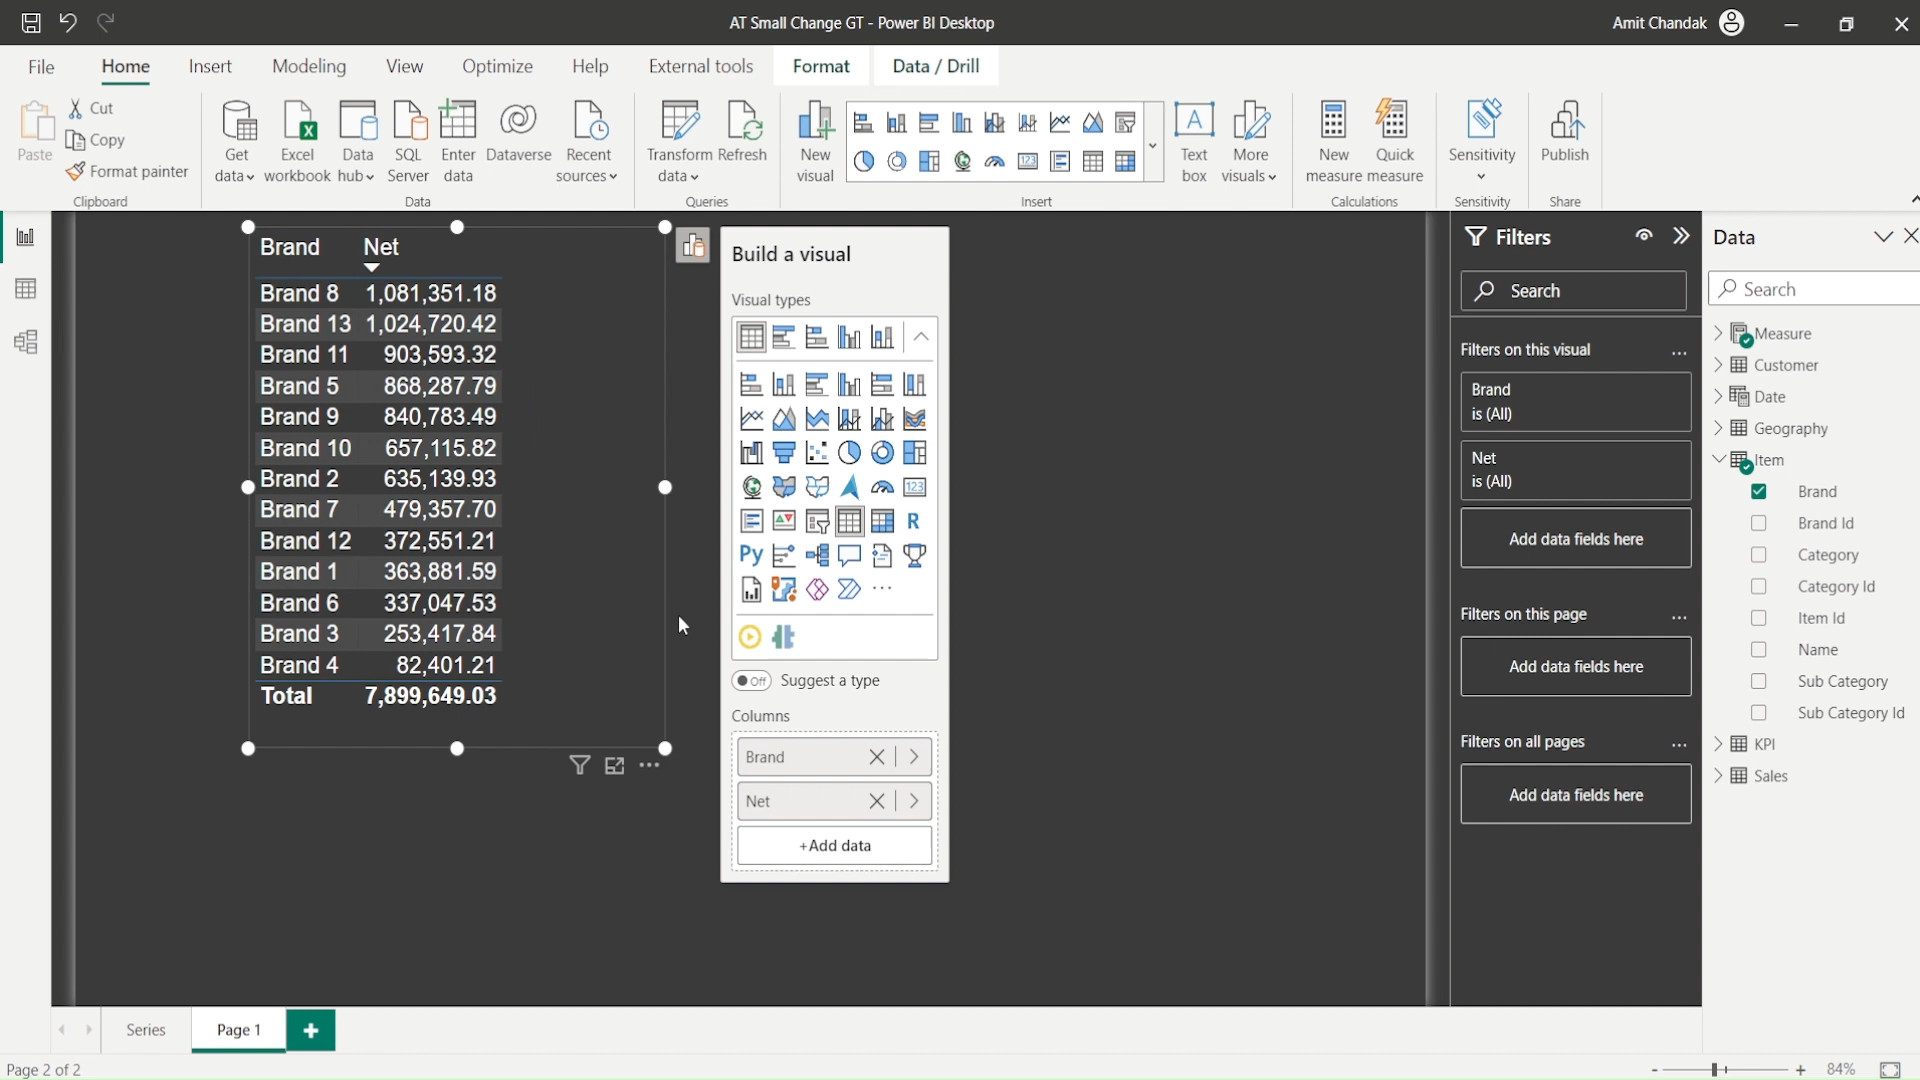 AT Small Change GT - Power BI Desktop
Amit Chandak
File
Home
Insert
Modeling
View
Optimize
Help
External tools
Format
Data / Drill
Paste
Cut
Copy
Format painter
Clipboard
Get data
Excel workbook
Data hub
SQL Server
Enter data
Dataverse
Recent sources
Data
Transform data
Refresh
Queries
New visual
Text box
More visuals
Insert
New measure
Quick measure
Calculations
Sensitivity
Sensitivity
Publish
Share
Brand Net
Brand 8 1,081,351.18
Brand 13 1,024,720.42
Brand 11 903,593.32
Brand 5 868,287.79
Brand 9 840,783.49
Brand 10 657,115.82
Brand 2 635,139.93
Brand 7 479,357.70
Brand 12 372,551.21
Brand 1 363,881.59
Brand 6 337,047.53
Brand 3 253,417.84
Brand 4 82,401.21
Total 7,899,649.03
Build a visual
Visual types
R
Py
123
Off Suggest a type
Columns
Brand
Net
+Add data
Filters
Search
Filters on this visual
Brand
is (All)
Net
is (All)
Add data fields here
Filters on this page
Add data fields here
Filters on all pages
Add data fields here
Data
Search
Measure
Customer
Date
Geography
Item
Brand
Brand Id
Category
Category Id
Item Id
Name
Sub Category
Sub Category Id
KPI
Sales
Series
Page 1
Page 2 of 2
84%